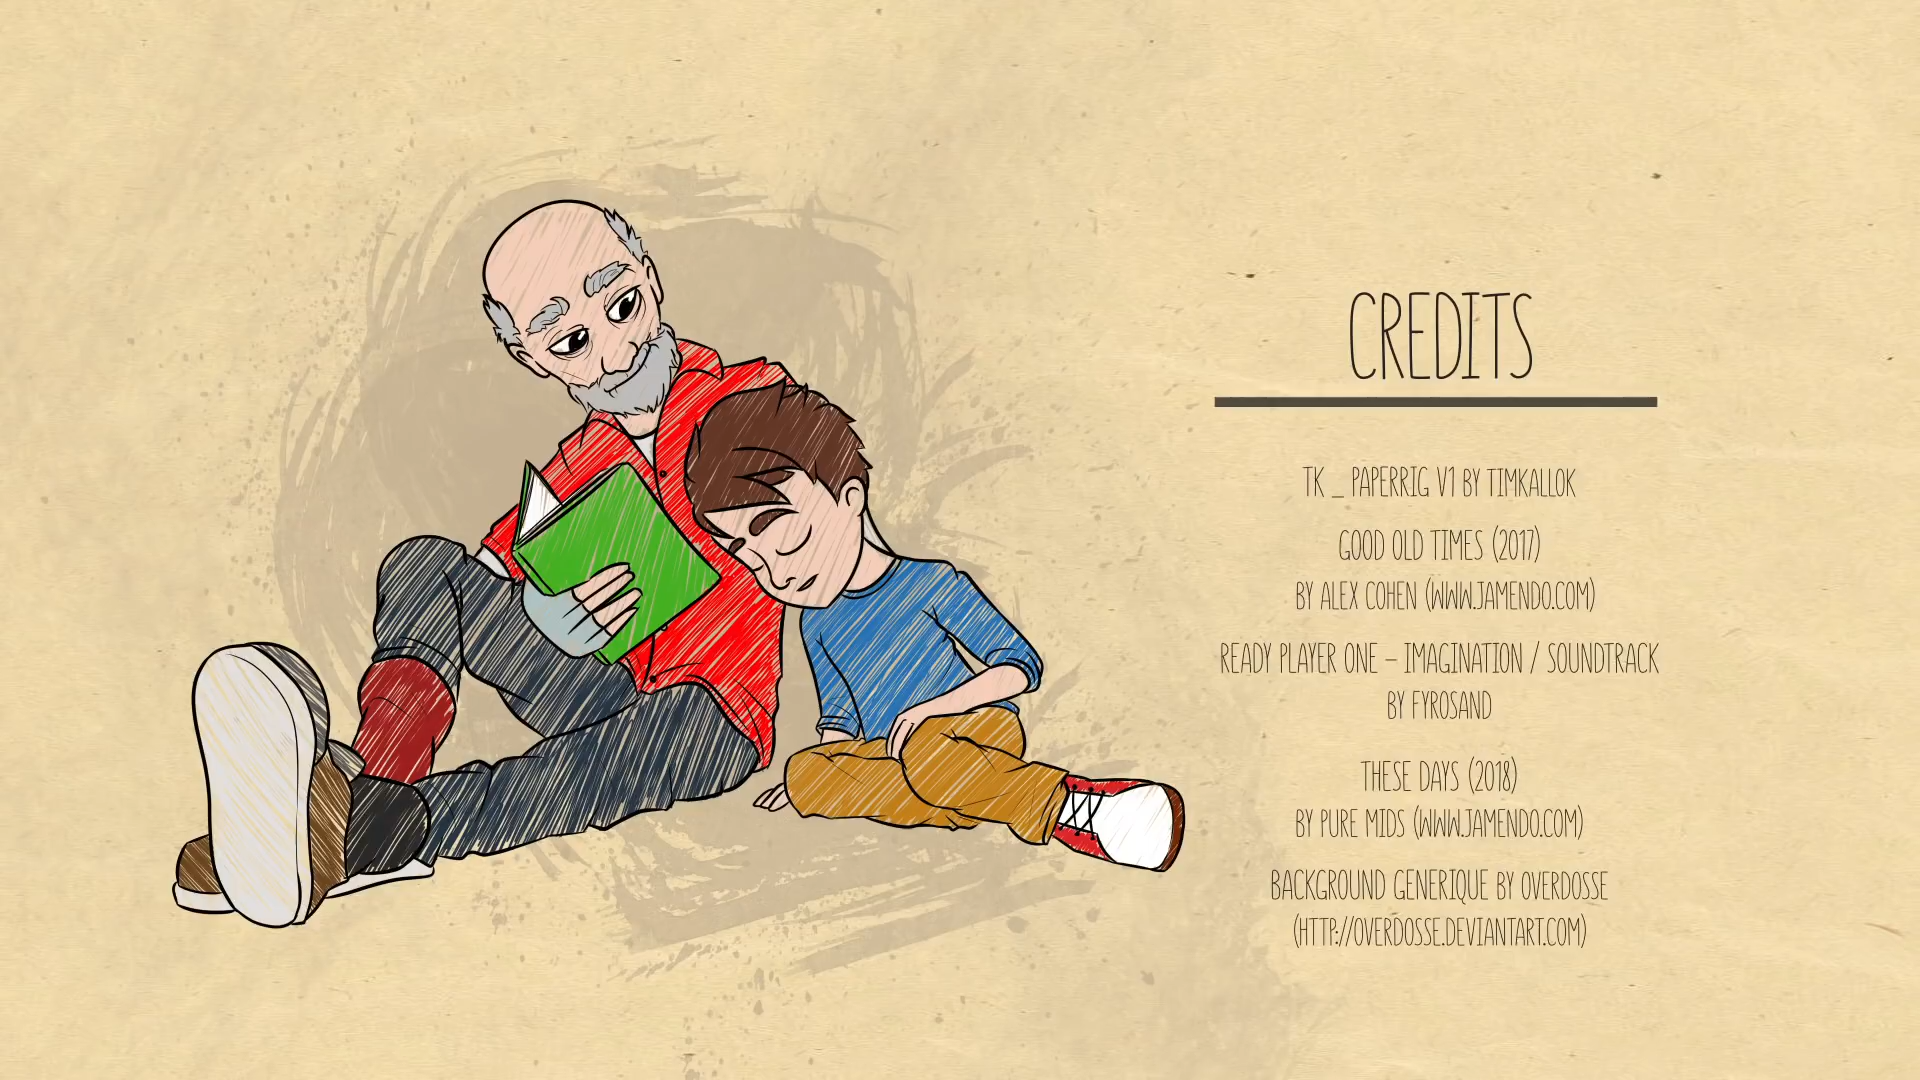 CREDITS
TK _ PAPERRIG V1 BY TIMKALLOK
GOOD OLD TIMES (2017)
BY ALEX COHEN (WWW.JAMENDO.COM)
READY PLAYER ONE – IMAGINATION / SOUNDTRACK
BY FYROSAND
THESE DAYS (2018)
BY PURE MIDS (WWW.JAMENDO.COM)
BACKGROUND GENERIQUE BY OVERDOSSE
(HTTP://OVERDOSSE.DEVIANTART.COM)